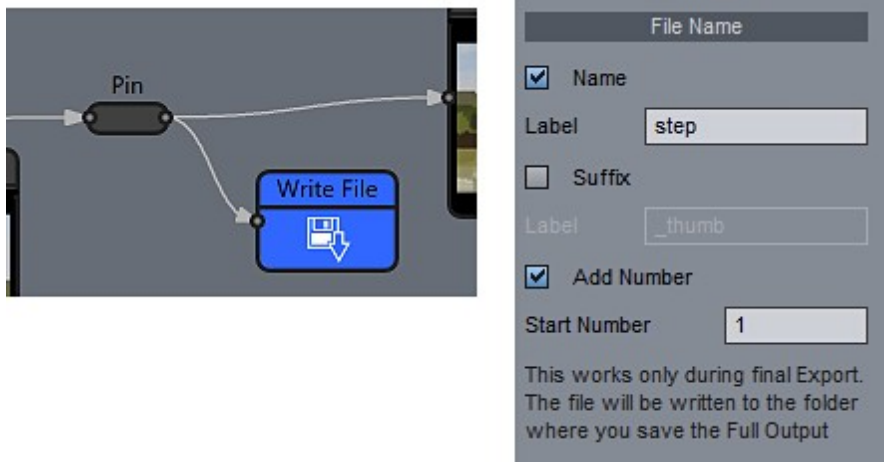 Pin
Write File
File Name
Name
Label step
Suffix
Label _thumb
Add Number
Start Number 1
This works only during final Export.
The file will be written to the folder
where you save the Full Output